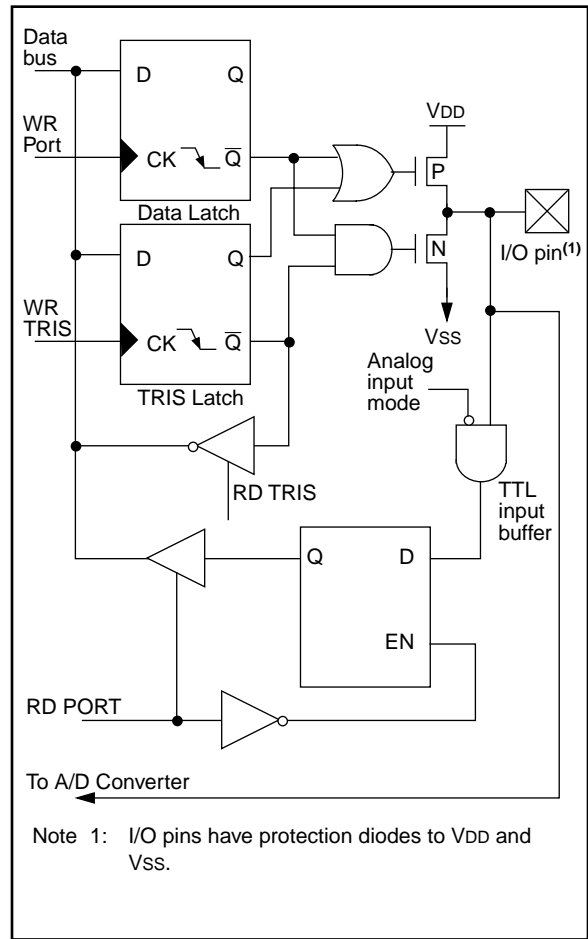 Data
bus
D Q
VDD
WR
Port
CK Q̅
P
Data Latch
I/O pin(1)
D Q
N
WR
TRIS
CK Q̅
VSS
TRIS Latch
Analog
input
mode
RD TRIS
TTL
input
buffer
Q D
EN
RD PORT
To A/D Converter
Note 1: I/O pins have protection diodes to VDD and
VSS.